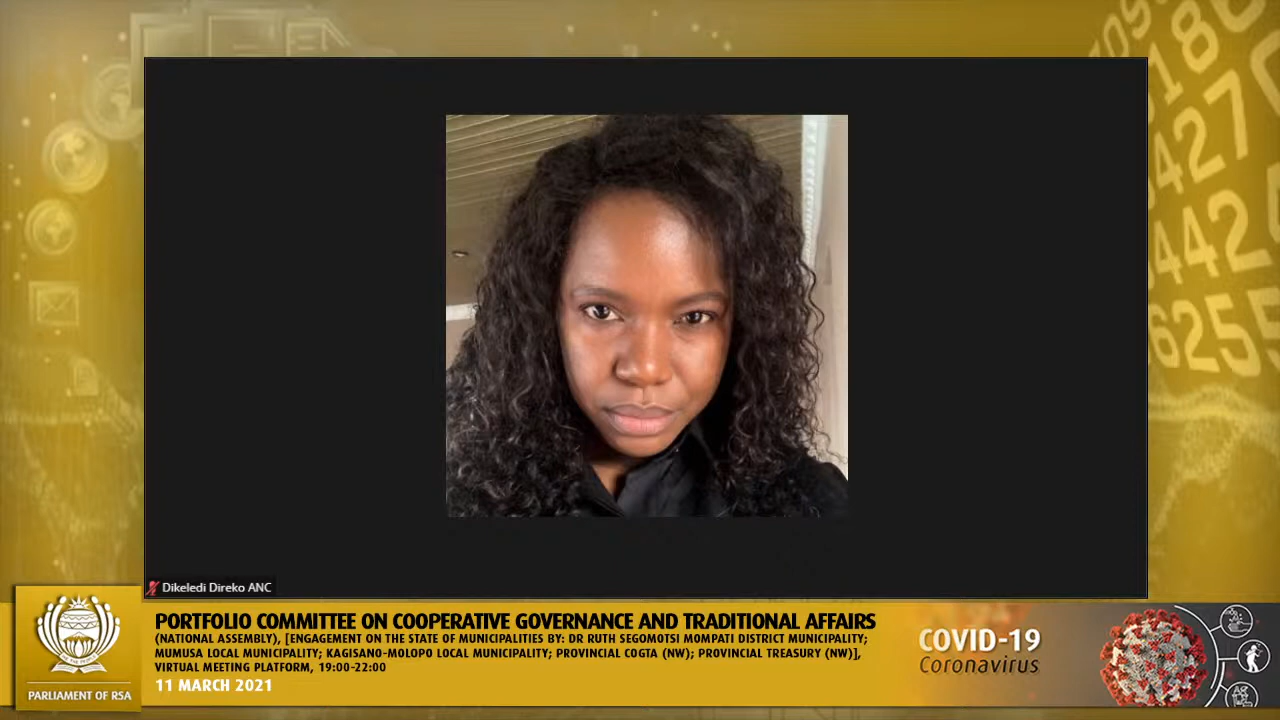 Dikeledi Direko ANC
PORTFOLIO COMMITTEE ON COOPERATIVE GOVERNANCE AND TRADITIONAL AFFAIRS
(NATIONAL ASSEMBLY), [ENGAGEMENT ON THE STATE OF MUNICIPALITIES BY: DR RUTH SEGOMOTSI MOMPATI DISTRICT MUNICIPALITY;
MUMUSA LOCAL MUNICIPALITY; KAGISANO-MOLOPO LOCAL MUNICIPALITY; PROVINCIAL COGTA (NW); PROVINCIAL TREASURY (NW)],
VIRTUAL MEETING PLATFORM, 19:00-22:00
11 MARCH 2021
PARLIAMENT OF RSA
COVID-19
Coronavirus